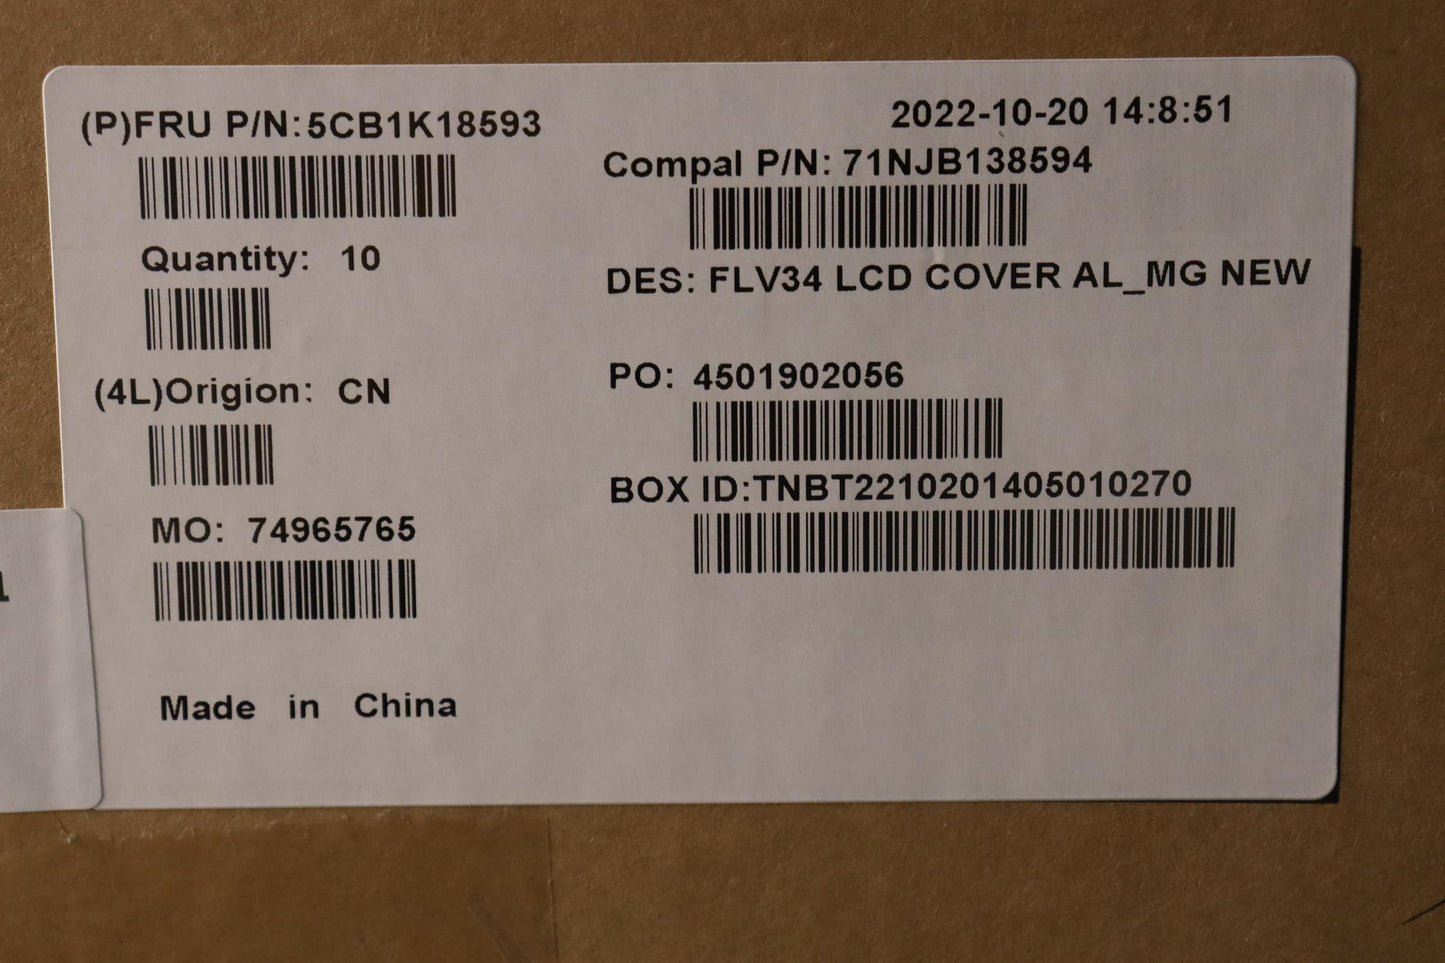 (P)FRU P/N:5CB1K18593
Quantity: 10
(4L)Origion: CN
MO: 74965765
Made in China
2022-10-20 14:8:51
Compal P/N: 71NJB138594
DES: FLV34 LCD COVER AL_MG NEW
PO: 4501902056
BOX ID:TNBT2210201405010270